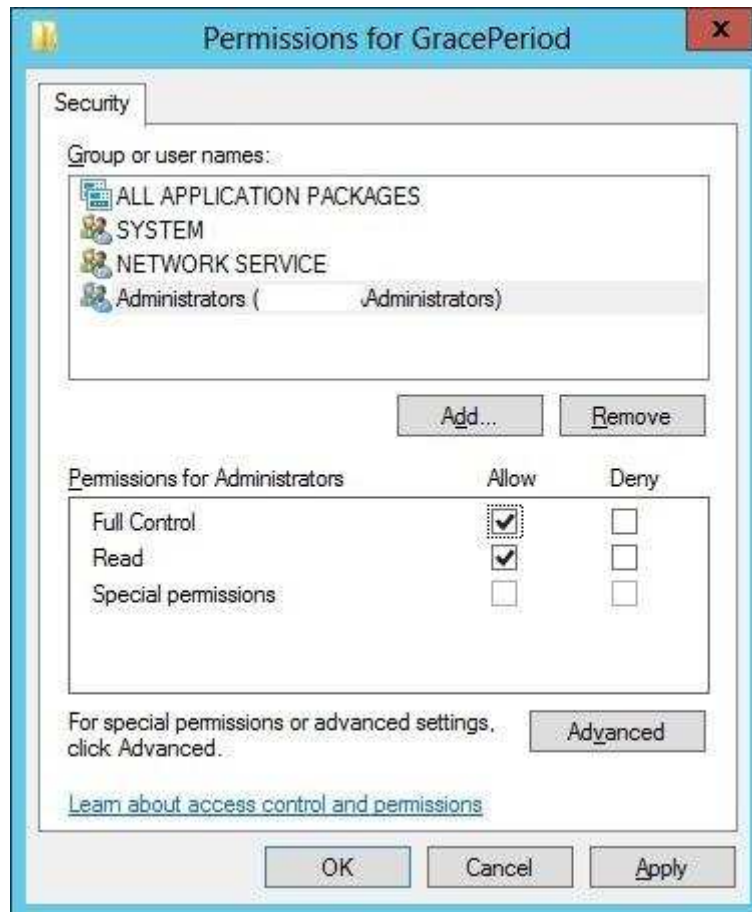 Permissions for GracePeriod
x
Security
Group or user names:
ALL APPLICATION PACKAGES
SYSTEM
NETWORK SERVICE
Administrators ( \Administrators)
Add... Remove
Permissions for Administrators Allow Deny
Full Control
Read
Special permissions
For special permissions or advanced settings,
click Advanced.
Advanced
Learn about access control and permissions
OK Cancel Apply